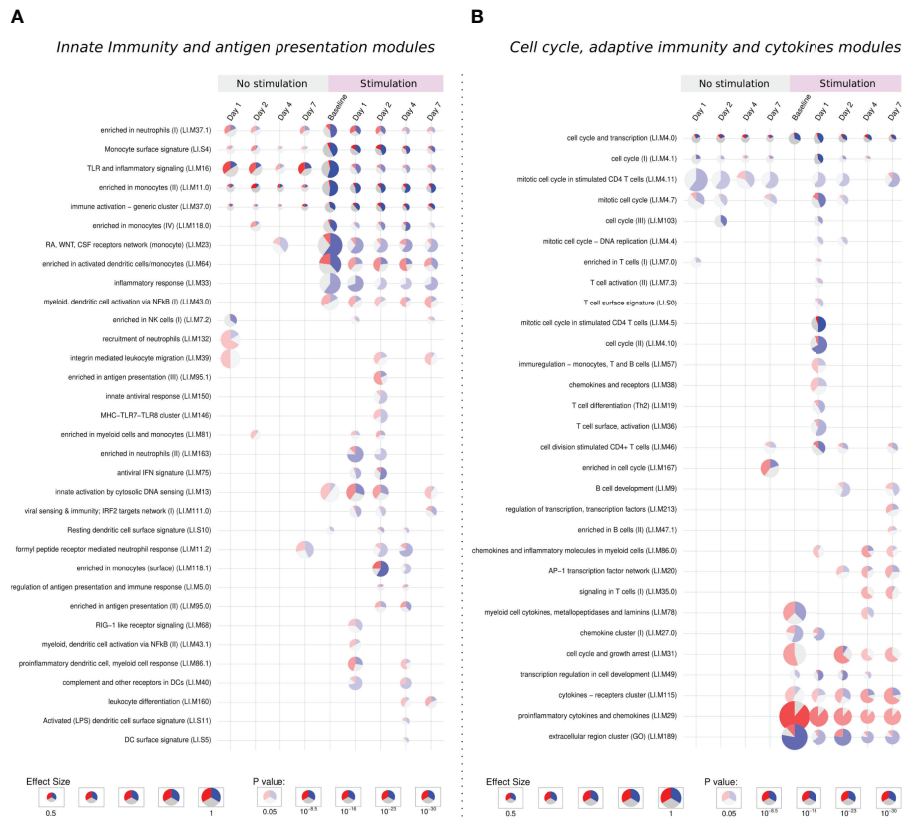 A
B
Innate Immunity and antigen presentation modules
Cell cycle, adaptive immunity and cytokines modules
No stimulation
Stimulation
Day 1
Day 2
Day 4
Day 7
Baseline
Day 1
Day 2
Day 4
Day 7
enriched in neutrophils (I) (LI.M37.1)
Monocyte surface signature (LI.S4)
TLR and inflammatory signaling (LI.M16)
enriched in monocytes (II) (LI.M11.0)
immune activation − generic cluster (LI.M37.0)
enriched in monocytes (IV) (LI.M118.0)
RA, WNT, CSF receptors network (monocyte) (LI.M23)
enriched in activated dendritic cells/monocytes (LI.M64)
inflammatory response (LI.M33)
myeloid, dendritic cell activation via NFkB (I) (LI.M43.0)
enriched in NK cells (I) (LI.M7.2)
recruitment of neutrophils (LI.M132)
integrin mediated leukocyte migration (LI.M39)
enriched in antigen presentation (III) (LI.M95.1)
innate antiviral response (LI.M150)
MHC−TLR7−TLR8 cluster (LI.M146)
enriched in myeloid cells and monocytes (LI.M81)
enriched in neutrophils (II) (LI.M163)
antiviral IFN signature (LI.M75)
innate activation by cytosolic DNA sensing (LI.M13)
viral sensing & immunity; IRF2 targets network (I) (LI.M111.0)
Resting dendritic cell surface signature (LI.S10)
formyl peptide receptor mediated neutrophil response (LI.M11.2)
enriched in monocytes (surface) (LI.M118.1)
regulation of antigen presentation and immune response (LI.M5.0)
enriched in antigen presentation (II) (LI.M95.0)
RIG−1 like receptor signaling (LI.M68)
myeloid, dendritic cell activation via NFkB (II) (LI.M43.1)
proinflammatory dendritic cell, myeloid cell response (LI.M86.1)
complement and other receptors in DCs (LI.M40)
leukocyte differentiation (LI.M160)
Activated (LPS) dendritic cell surface signature (LI.S11)
DC surface signature (LI.S5)
Effect Size
0.5
1
P value:
0.05
10-8.5
10-16
10-23
10-30
No stimulation
Stimulation
Day 1
Day 2
Day 4
Day 7
Baseline
Day 1
Day 2
Day 4
Day 7
cell cycle and transcription (LI.M4.0)
cell cycle (I) (LI.M4.1)
mitotic cell cycle in stimulated CD4 T cells (LI.M4.11)
mitotic cell cycle (LI.M4.7)
cell cycle (III) (LI.M103)
mitotic cell cycle − DNA replication (LI.M4.4)
enriched in T cells (I) (LI.M7.0)
T cell activation (II) (LI.M7.3)
T cell surface signature (LI.S0)
mitotic cell cycle in stimulated CD4 T cells (LI.M4.5)
cell cycle (II) (LI.M4.10)
immuregulation − monocytes, T and B cells (LI.M57)
chemokines and receptors (LI.M38)
T cell differentiation (Th2) (LI.M19)
T cell surface, activation (LI.M36)
cell division stimulated CD4+ T cells (LI.M46)
enriched in cell cycle (LI.M167)
B cell development (LI.M9)
regulation of transcription, transcription factors (LI.M213)
enriched in B cells (II) (LI.M47.1)
chemokines and inflammatory molecules in myeloid cells (LI.M86.0)
AP−1 transcription factor network (LI.M20)
signaling in T cells (I) (LI.M35.0)
myeloid cell cytokines, metallopeptidases and laminins (LI.M78)
chemokine cluster (I) (LI.M27.0)
cell cycle and growth arrest (LI.M31)
transcription regulation in cell development (LI.M49)
cytokines − receptors cluster (LI.M115)
proinflammatory cytokines and chemokines (LI.M29)
extracellular region cluster (GO) (LI.M189)
Effect Size
0.5
1
P value:
0.05
10-8.5
10-23
10-30